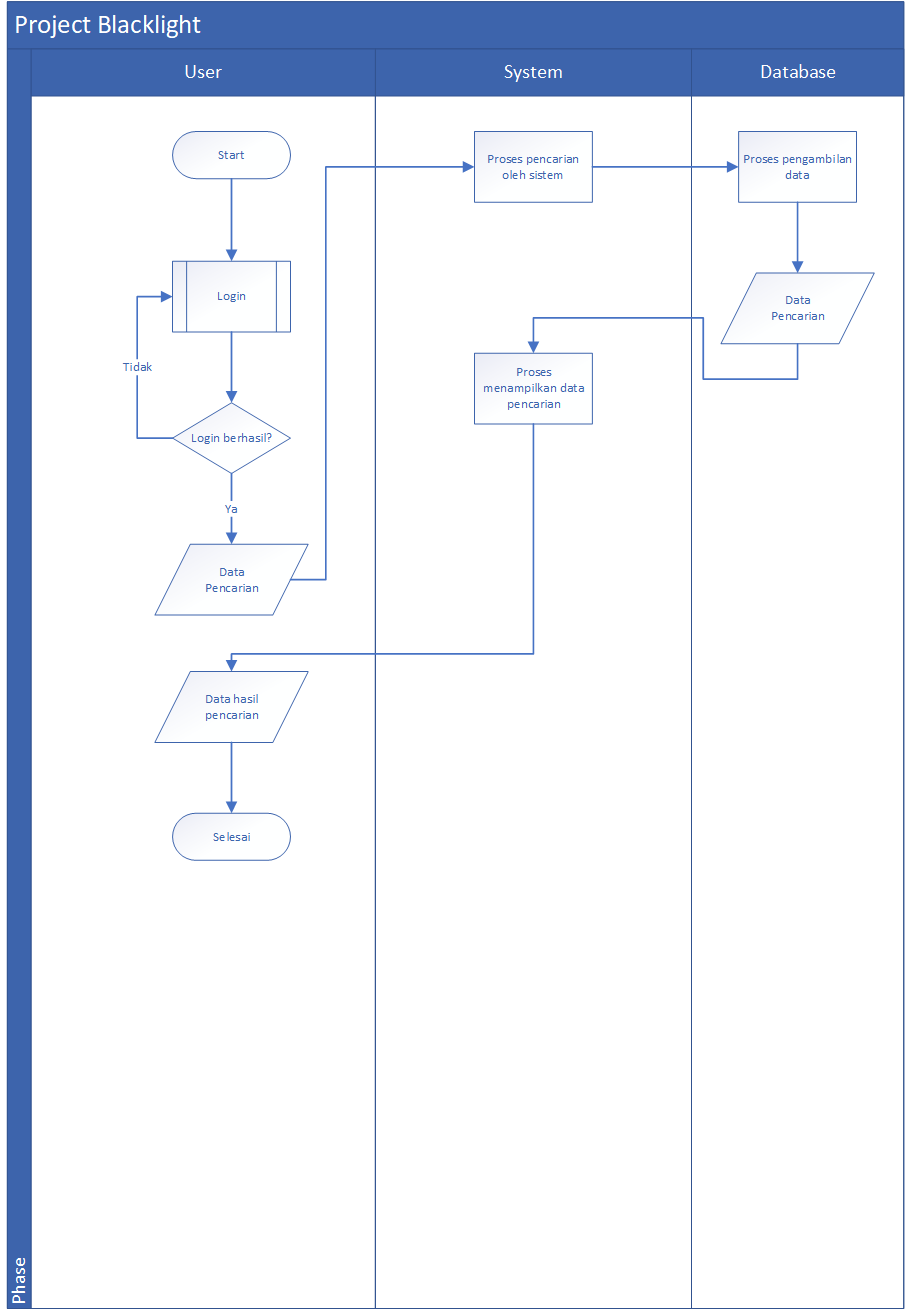 Project Blacklight
User
System
Database
Start
Proses pencarian
oleh sistem
Proses pengambilan
data
Login
Data
Pencarian
Tidak
Proses
menampilkan data
pencarian
Login berhasil?
Ya
Data
Pencarian
Data hasil
pencarian
Selesai
Phase